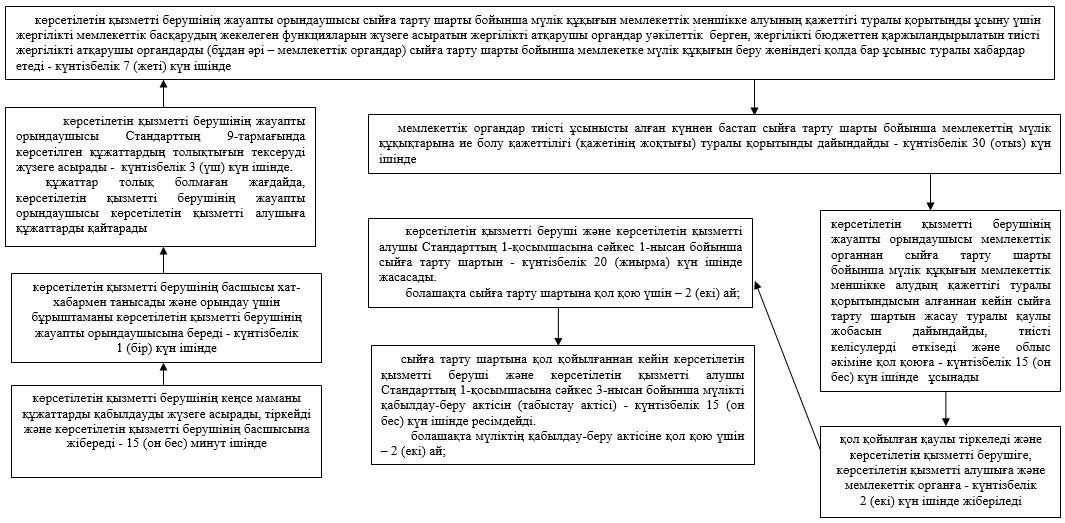 көрсетілетін қызметті берушінің жауапты орындаушысы сыйға тарту шарты бойынша мүлік құқығын мемлекеттік меншікке алуының қажеттігі туралы қорытынды ұсыну үшін
жергілікті мемлекеттік басқарудың жекелеген функцияларын жүзеге асыратын жергілікті атқарушы органдар уәкілеттік берген, жергілікті бюджеттен қаржыландырылатын тиісті
жергілікті атқарушы органдарды (бұдан әрі – мемлекеттік органдар) сыйға тарту шарты бойынша мемлекетке мүлік құқығын беру жөніндегі қолда бар ұсыныс туралы хабардар
етеді - күнтізбелік 7 (жеті) күн ішінде
көрсетілетін қызметті берушінің жауапты
орындаушысы Стандарттың 9-тармағында
көрсетілген құжаттардың толықтығын тексеруді
жүзеге асырады - күнтізбелік 3 (үш) күн ішінде.
құжаттар толық болмаған жағдайда,
көрсетілетін қызметті берушінің жауапты
орындаушысы көрсетілетін қызметті алушыға
құжаттарды қайтарады
көрсетілетін қызметті берушінің басшысы хат-
хабармен танысады және орындау үшін
бұрыштаманы көрсетілетін қызметті берушінің
жауапты орындаушысына береді - күнтізбелік
1 (бір) күн ішінде
көрсетілетін қызметті берушінің кеңсе маманы
құжаттарды қабылдауды жүзеге асырады, тіркейді
және көрсетілетін қызметті берушінің басшысына
жібереді - 15 (он бес) минут ішінде
мемлекеттік органдар тиісті ұсынысты алған күннен бастап сыйға тарту шарты бойынша мемлекеттің мүлік
құқықтарына ие болу қажеттілігі (қажетінің жоқтығы) туралы қорытынды дайындайды - күнтізбелік 30 (отыз) күн
ішінде
көрсетілетін қызметті берушінің
жауапты орындаушысы мемлекеттік
органнан сыйға тарту шарты
бойынша мүлік құқығын мемлекеттік
меншікке алудың қажеттігі туралы
қорытындысын алғаннан кейін сыйға
тарту шартын жасау туралы қаулы
жобасын дайындайды, тиісті
келісулерді өткізеді және облыс
әкіміне қол қоюға - күнтізбелік 15 (он
бес) күн ішінде ұсынады
қол қойылған қаулы тіркеледі және
көрсетілетін қызметті берушіге,
көрсетілетін қызметті алушыға және
мемлекеттік органға - күнтізбелік
2 (екі) күн ішінде жіберіледі
көрсетілетін қызметті беруші және көрсетілетін қызметті
алушы Стандарттың 1-қосымшасына сәйкес 1-нысан бойынша
сыйға тарту шартын - күнтізбелік 20 (жиырма) күн ішінде
жасасады.
болашақта сыйға тарту шартына қол қою үшін – 2 (екі) ай;
сыйға тарту шартына қол қойылғаннан кейін көрсетілетін
қызметті беруші және көрсетілетін қызметті алушы
Стандарттың 1-қосымшасына сәйкес 3-нысан бойынша мүлікті
қабылдау-беру актісін (табыстау актісі) - күнтізбелік 15 (он
бес) күн ішінде ресімдейді.
болашақта мүліктің қабылдау-беру актісіне қол қою үшін
– 2 (екі) ай;